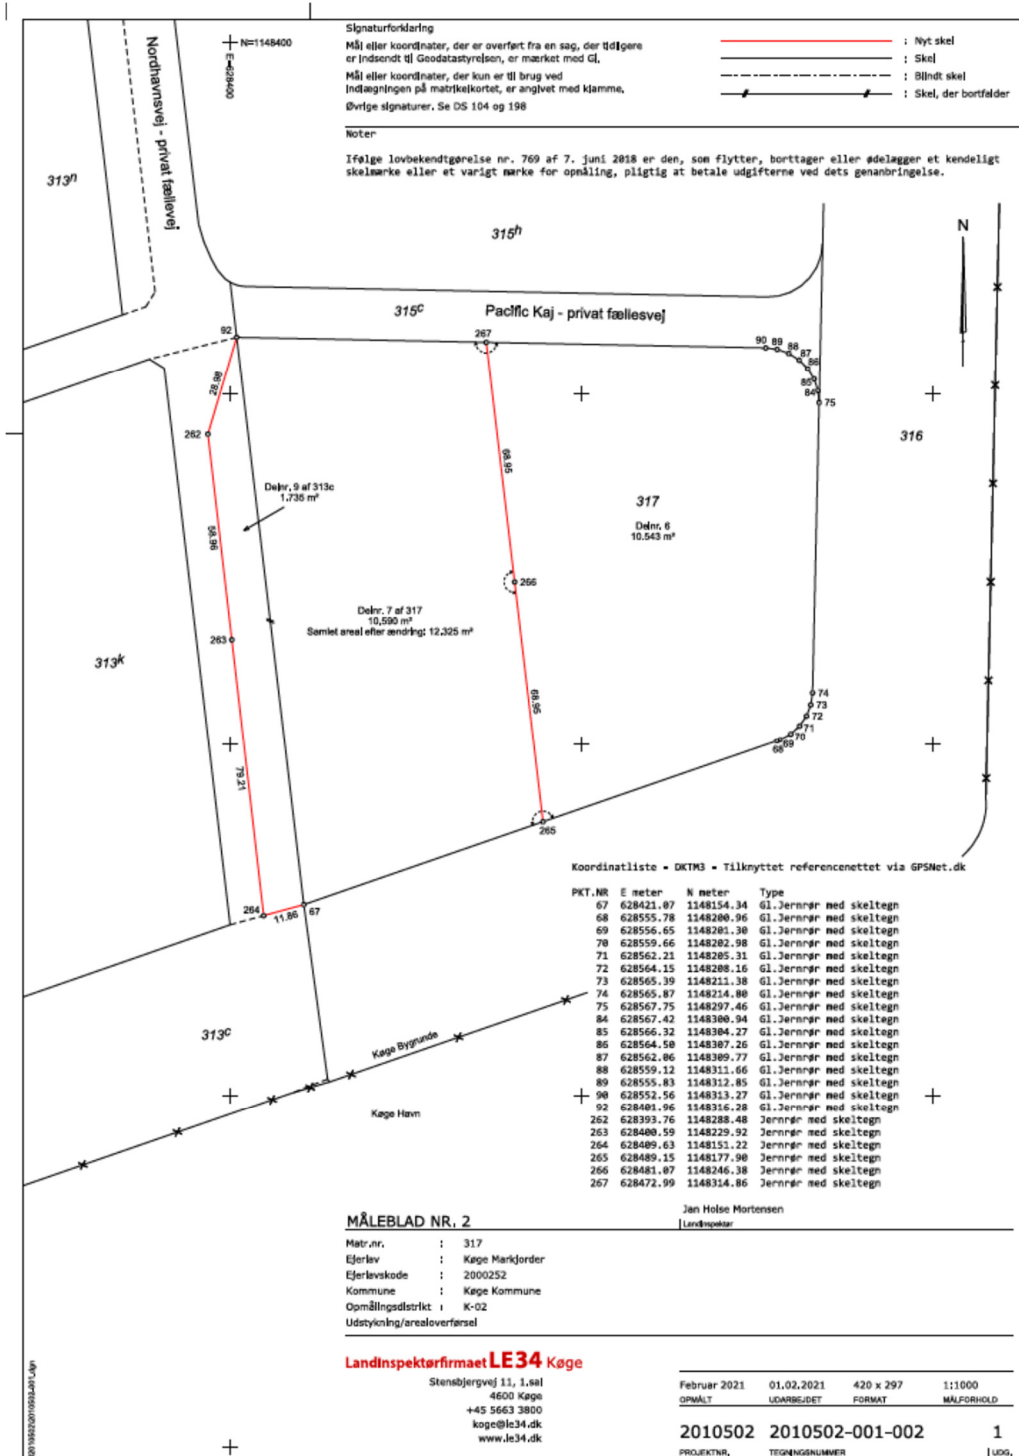 Signaturforklaring
Mål eller koordinater, der er overført fra en sag, der tidligere
er indsendt til Geodatastyrelsen, er mærket med Gl.
Mål eller koordinater, der kun er til brug ved
indlægningen på matrikelkortet, er angivet med klamme.
Øvrige signaturer. Se DS 104 og 198
: Nyt skel
: Skel
: Blindt skel
: Skel, der bortfalder
N=1148400
E=628400
Noter
Ifølge lovbekendtgørelse nr. 769 af 7. juni 2018 er den, som flytter, borttager eller ødelægger et kendeligt
skelmærke eller et varigt mærke for opmåling, pligtig at betale udgifterne ved dets genanbringelse.
Nordhavnsvej - privat fællesvej
313n
315h
N
315c
Pacific Kaj - privat fællesvej
92
267
90 89 88
87
86
85
84
75
28.98
262
316
68.95
Delnr. 9 af 313c
1.735 m²
317
Delnr. 6
10.543 m²
58.96
266
Delnr. 7 af 317
10,590 m²
Samlet areal efter ændring: 12.325 m²
263
313k
68.95
74
73
72
71
70
69
68
79.21
265
264
11.86
67
Koordinatliste - DKTM3 - Tilknyttet referencenettet via GPSNet.dk
PKT.NR E meter N meter Type
67 628421.07 1148154.34 Gl.Jernrør med skeltegn
68 628555.78 1148200.96 Gl.Jernrør med skeltegn
69 628556.65 1148201.30 Gl.Jernrør med skeltegn
70 628559.66 1148202.98 Gl.Jernrør med skeltegn
71 628562.21 1148205.31 Gl.Jernrør med skeltegn
72 628564.15 1148208.16 Gl.Jernrør med skeltegn
73 628565.39 1148211.38 Gl.Jernrør med skeltegn
74 628565.87 1148214.80 Gl.Jernrør med skeltegn
75 628567.75 1148297.46 Gl.Jernrør med skeltegn
84 628567.42 1148300.94 Gl.Jernrør med skeltegn
85 628566.32 1148304.27 Gl.Jernrør med skeltegn
86 628564.50 1148307.26 Gl.Jernrør med skeltegn
87 628562.06 1148309.77 Gl.Jernrør med skeltegn
88 628559.12 1148311.66 Gl.Jernrør med skeltegn
89 628555.83 1148312.85 Gl.Jernrør med skeltegn
90 628552.56 1148313.27 Gl.Jernrør med skeltegn
92 628401.96 1148316.28 Gl.Jernrør med skeltegn
262 628393.76 1148288.48 Jernrør med skeltegn
263 628400.59 1148229.92 Jernrør med skeltegn
264 628409.63 1148151.22 Jernrør med skeltegn
265 628489.15 1148177.90 Jernrør med skeltegn
266 628481.07 1148246.38 Jernrør med skeltegn
267 628472.99 1148314.86 Jernrør med skeltegn
313c
Køge Bygrunde
Køge Havn
Jan Holse Mortensen
Landinspektør
MÅLEBLAD NR. 2
Matr.nr. : 317
Ejerlav : Køge Markjorder
Ejerlavskode : 2000252
Kommune : Køge Kommune
Opmålingsdistrikt : K-02
Udstykning/arealoverførsel
Landinspektørfirmaet LE34 Køge
Stensbjergvej 11, 1.sal
4600 Køge
+45 5663 3800
koge@le34.dk
www.le34.dk
Februar 2021 01.02.2021 420 x 297 1:1000
OPMÅLT UDARBEJDET FORMAT MÅLFORHOLD
2010502 2010502-001-002 1
PROJEKTNR. TEGNINGSNUMMER UDG.